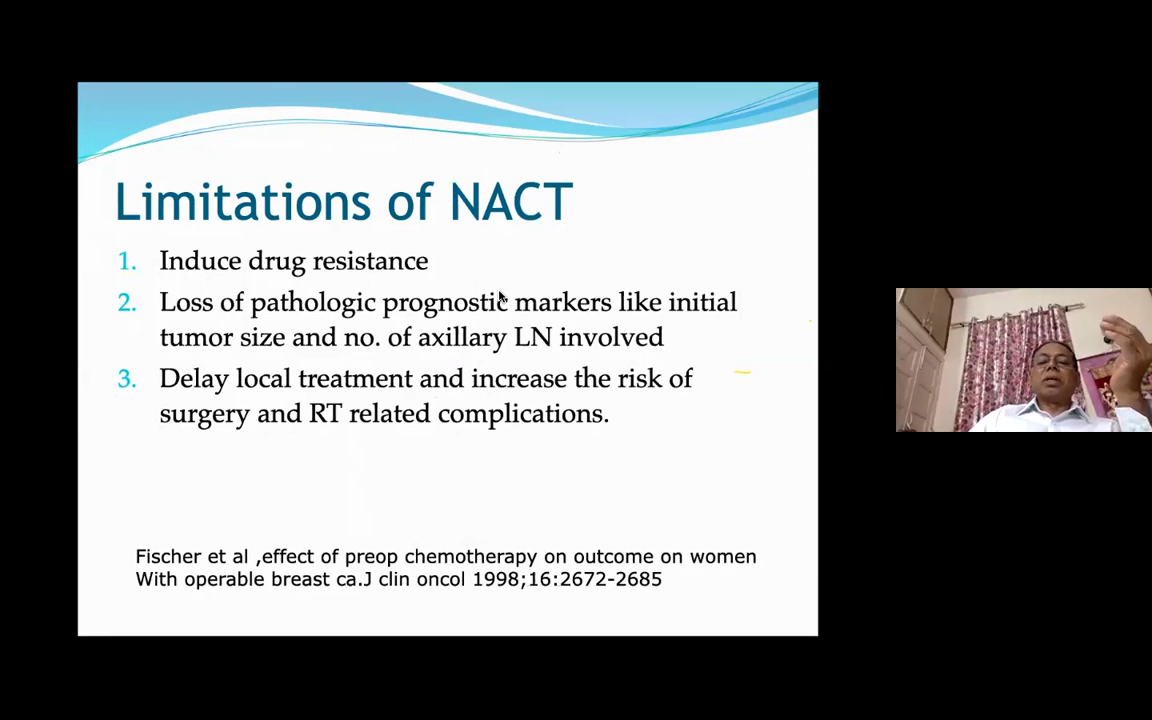 Limitations of NACT
1. Induce drug resistance
2. Loss of pathologic prognostic markers like initial
tumor size and no. of axillary LN involved
3. Delay local treatment and increase the risk of
surgery and RT related complications.
Fischer et al ,effect of preop chemotherapy on outcome on women
With operable breast ca.J clin oncol 1998;16:2672-2685